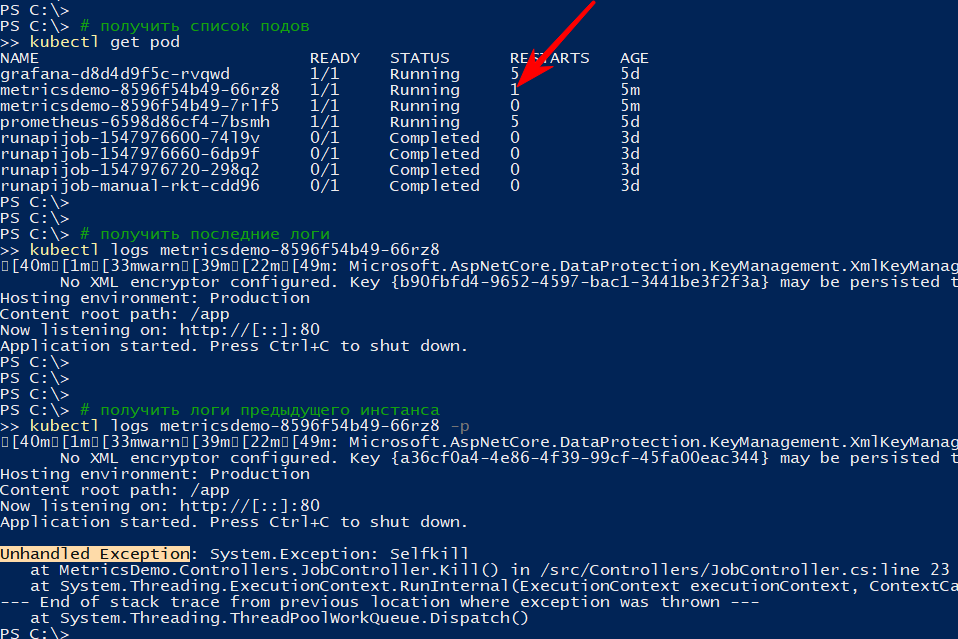 PS C:\>
PS C:\> # получить список подов
>> kubectl get pod
NAME READY STATUS RESTARTS AGE
grafana-d8d4d9f5c-rvqwd 1/1 Running 5 5d
metricsdemo-8596f54b49-66rz8 1/1 Running 1 5m
metricsdemo-8596f54b49-7rlf5 1/1 Running 0 5m
prometheus-6598d86cf4-7bsmh 1/1 Running 5 5d
runapijob-1547976600-74l9v 0/1 Completed 0 3d
runapijob-1547976660-6dp9f 0/1 Completed 0 3d
runapijob-1547976720-298q2 0/1 Completed 0 3d
runapijob-manual-rkt-cdd96 0/1 Completed 0 3d
PS C:\>
PS C:\>
PS C:\> # получить последние логи
>> kubectl logs metricsdemo-8596f54b49-66rz8
[40m[1m[33mwarn[39m[22m[49m: Microsoft.AspNetCore.DataProtection.KeyManagement.XmlKeyManag
No XML encryptor configured. Key {b90fbfd4-9652-4597-bac1-3441be3f2f3a} may be persisted t
Hosting environment: Production
Content root path: /app
Now listening on: http://[::]:80
Application started. Press Ctrl+C to shut down.
PS C:\>
PS C:\>
PS C:\>
PS C:\> # получить логи предыдущего инстанса
>> kubectl logs metricsdemo-8596f54b49-66rz8 -p
[40m[1m[33mwarn[39m[22m[49m: Microsoft.AspNetCore.DataProtection.KeyManagement.XmlKeyManag
No XML encryptor configured. Key {a36cf0a4-4e86-4f39-99cf-45fa00eac344} may be persisted t
Hosting environment: Production
Content root path: /app
Now listening on: http://[::]:80
Application started. Press Ctrl+C to shut down.
Unhandled Exception: System.Exception: Selfkill
at MetricsDemo.Controllers.JobController.Kill() in /src/Controllers/JobController.cs:line 23
at System.Threading.ExecutionContext.RunInternal(ExecutionContext executionContext, ContextCa
--- End of stack trace from previous location where exception was thrown ---
at System.Threading.ThreadPoolWorkQueue.Dispatch()
PS C:\>